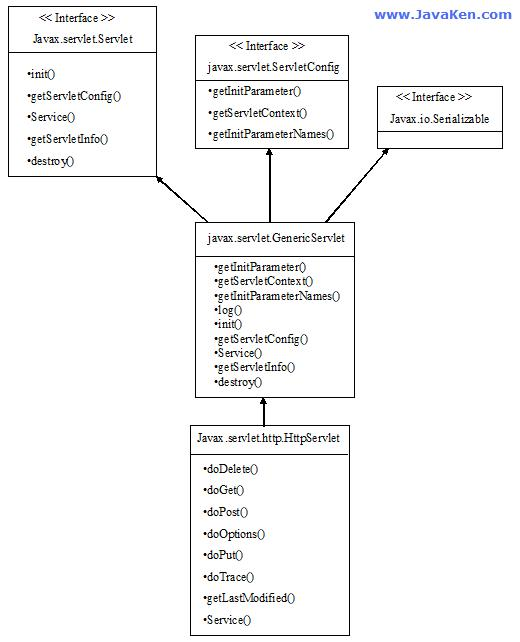 www.JavaKen.com
<< Interface >>
Javax.servlet.Servlet
•init()
•getServletConfig()
•Service()
•getServletInfo()
•destroy()
<< Interface >>
javax.servlet.ServletConfig
•getInitParameter()
•getServletContext()
•getInitParameterNames()
<< Interface >>
Javax.io.Serializable
javax.servlet.GenericServlet
•getInitParameter()
•getServletContext()
•getInitParameterNames()
•log()
•init()
•getServletConfig()
•Service()
•getServletInfo()
•destroy()
Javax.servlet.http.HttpServlet
•doDelete()
•doGet()
•doPost()
•doOptions()
•doPut()
•doTrace()
•getLastModified()
•Service()